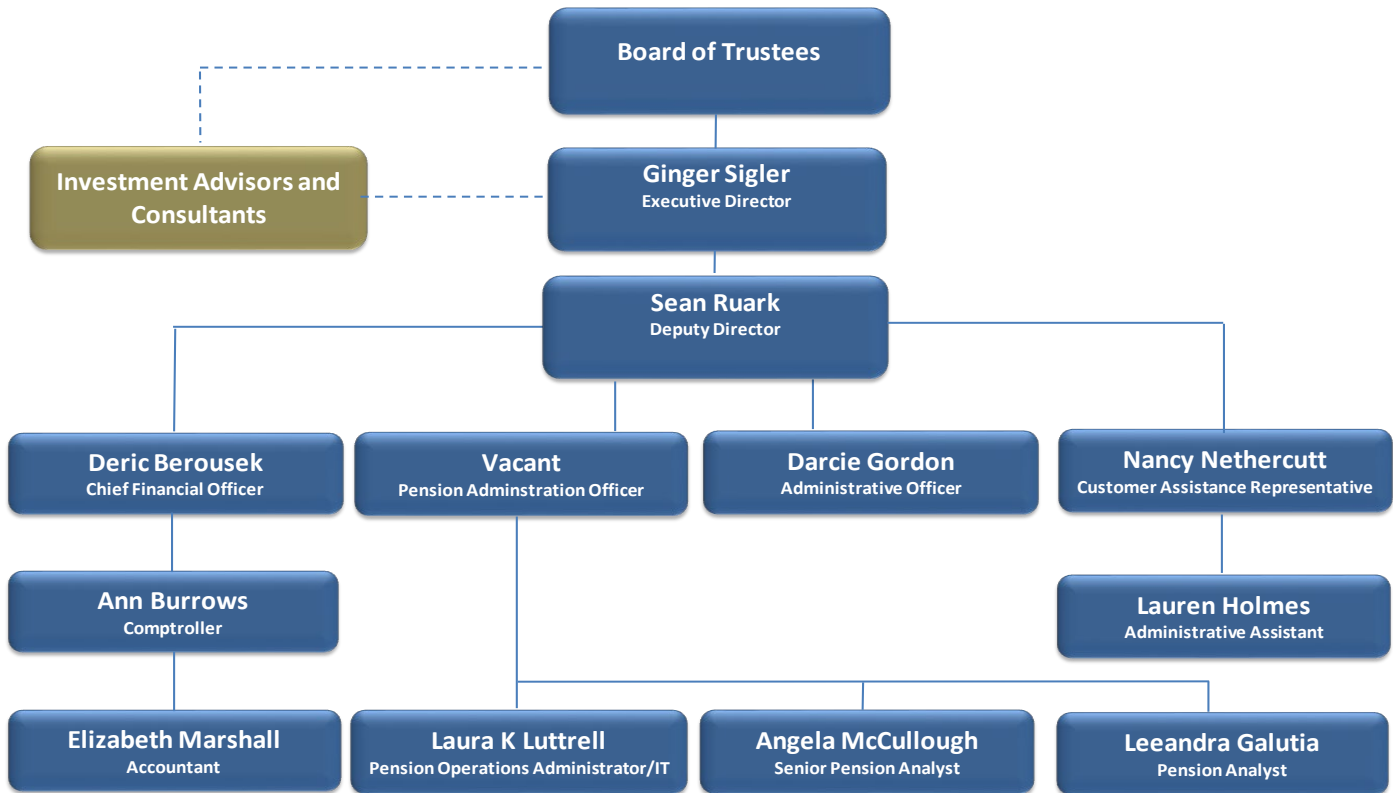 Board of Trustees
Investment Advisors and
Consultants
Ginger Sigler
Executive Director
Sean Ruark
Deputy Director
Deric Berousek
Chief Financial Officer
Vacant
Pension Adminstration Officer
Darcie Gordon
Administrative Officer
Nancy Nethercutt
Customer Assistance Representative
Ann Burrows
Comptroller
Lauren Holmes
Administrative Assistant
Elizabeth Marshall
Accountant
Laura K Luttrell
Pension Operations Administrator/IT
Angela McCullough
Senior Pension Analyst
Leeandra Galutia
Pension Analyst